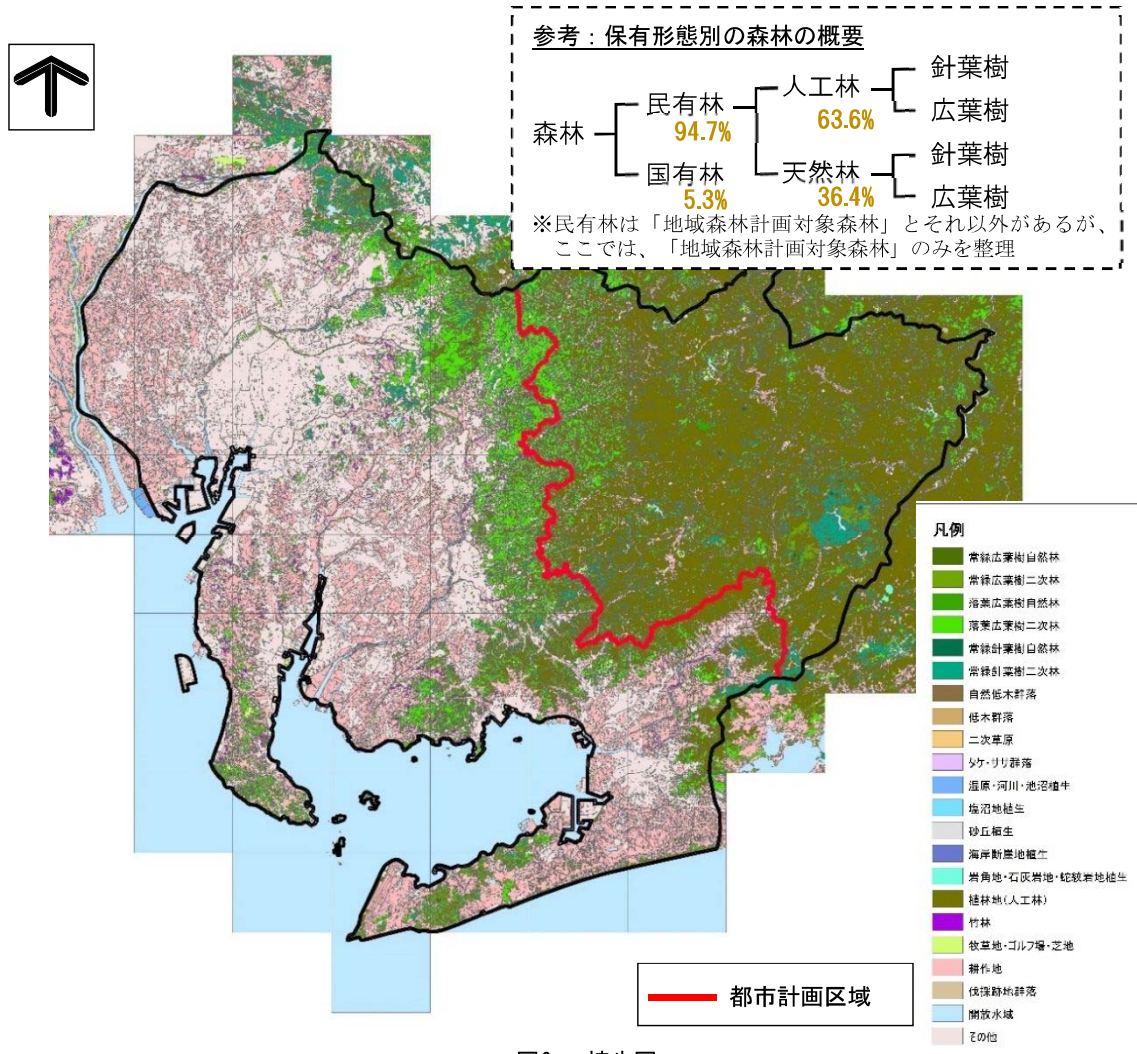 参考：保有形態別の森林の概要
森林
民有林
94.7%
国有林
5.3%
人工林
63.6%
天然林
36.4%
針葉樹
広葉樹
針葉樹
広葉樹
※民有林は「地域森林計画対象森林」とそれ以外があるが、
ここでは、「地域森林計画対象森林」のみを整理
凡例
常緑広葉樹自然林
常緑広葉樹二次林
落葉広葉樹自然林
落葉広葉樹二次林
常緑針葉樹自然林
常緑針葉樹二次林
自然低木群落
低木群落
二次草原
タケ・ササ群落
湿原・河川・池沼植生
塩沼地植生
砂丘植生
海岸断崖地植生
岩角地・石灰岩地・蛇紋岩地植生
植林地(人工林)
竹林
牧草地・ゴルフ場・芝地
耕作地
伐採跡地群落
開放水域
その他
都市計画区域